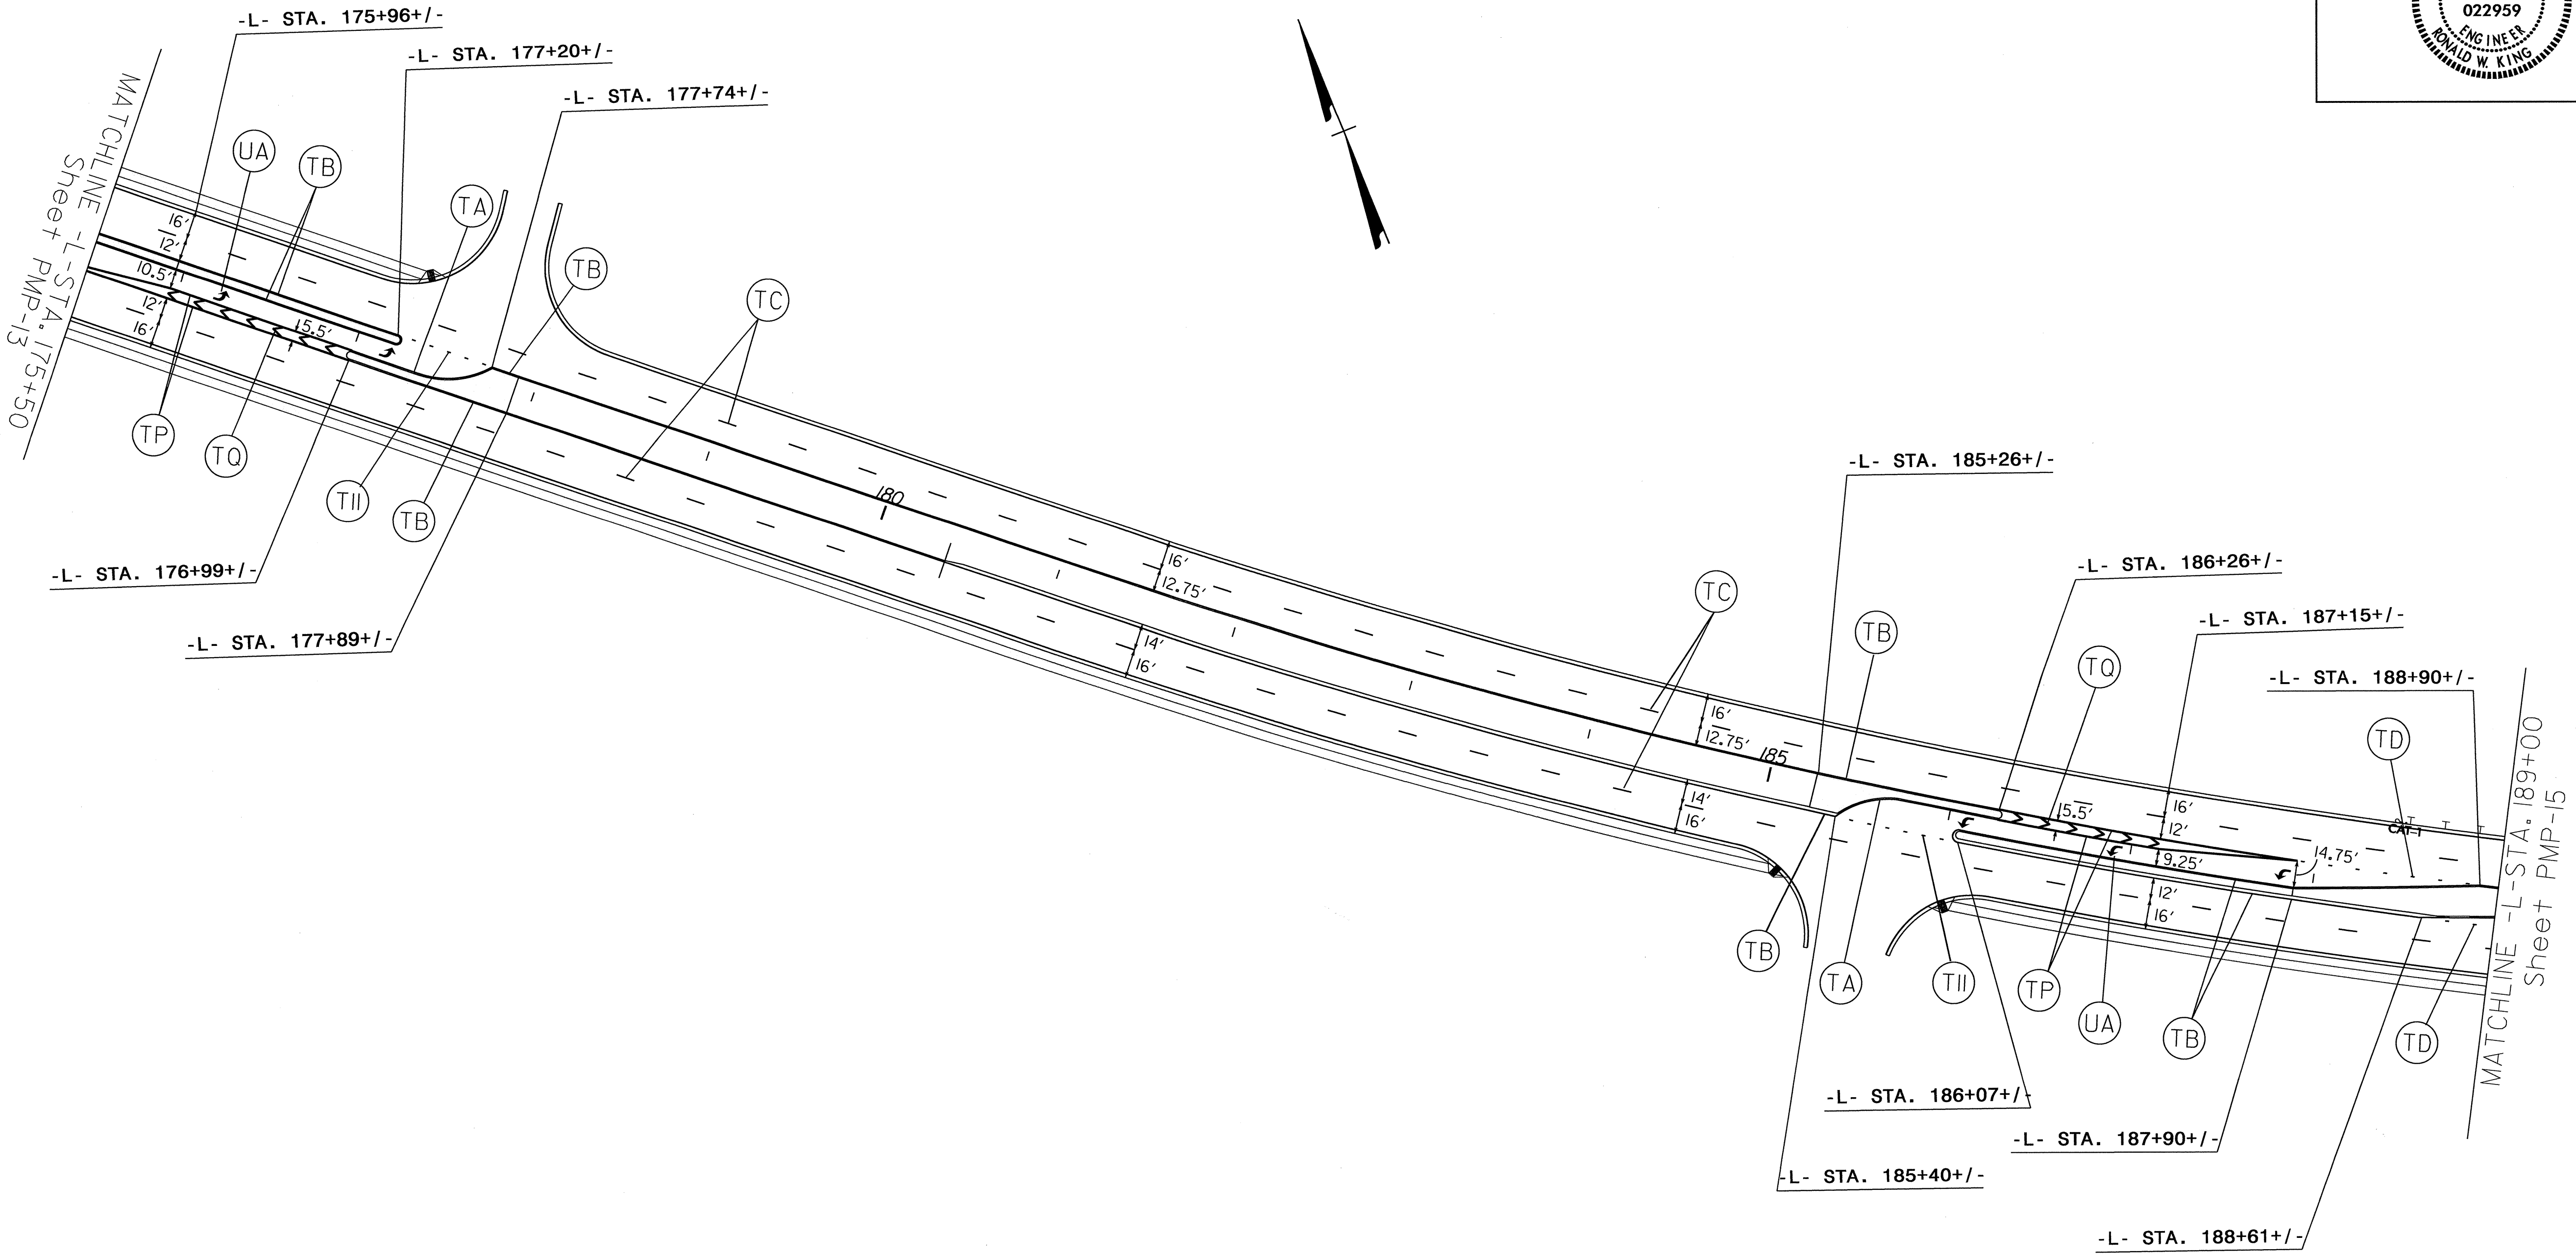 -L- STA. 175+96+/-
-L- STA. 177+20+/-
-L- STA. 177+74+/-
022959
ENGINEER
RONALD W. KING
MATCHLINE -L-STA. 175+50
Sheet PMP-13
UA
TB
TA
TB
TC
16'
12'
10.5'
12'
16'
15.5'
TP
TQ
TII
TB
-L- STA. 176+99+/-
-L- STA. 177+89+/-
180
16'
12.75'
14'
16'
-L- STA. 185+26+/-
-L- STA. 186+26+/-
-L- STA. 187+15+/-
-L- STA. 188+90+/-
TC
TB
TQ
TD
16'
12.75'
185
14'
16'
15.5'
16'
12'
9.25'
14.75'
12'
16'
CAT-1
TB
TA
TII
TP
UA
TB
TD
MATCHLINE -L-STA. 189+00
Sheet PMP-15
-L- STA. 186+07+/-
-L- STA. 187+90+/-
-L- STA. 185+40+/-
-L- STA. 188+61+/-